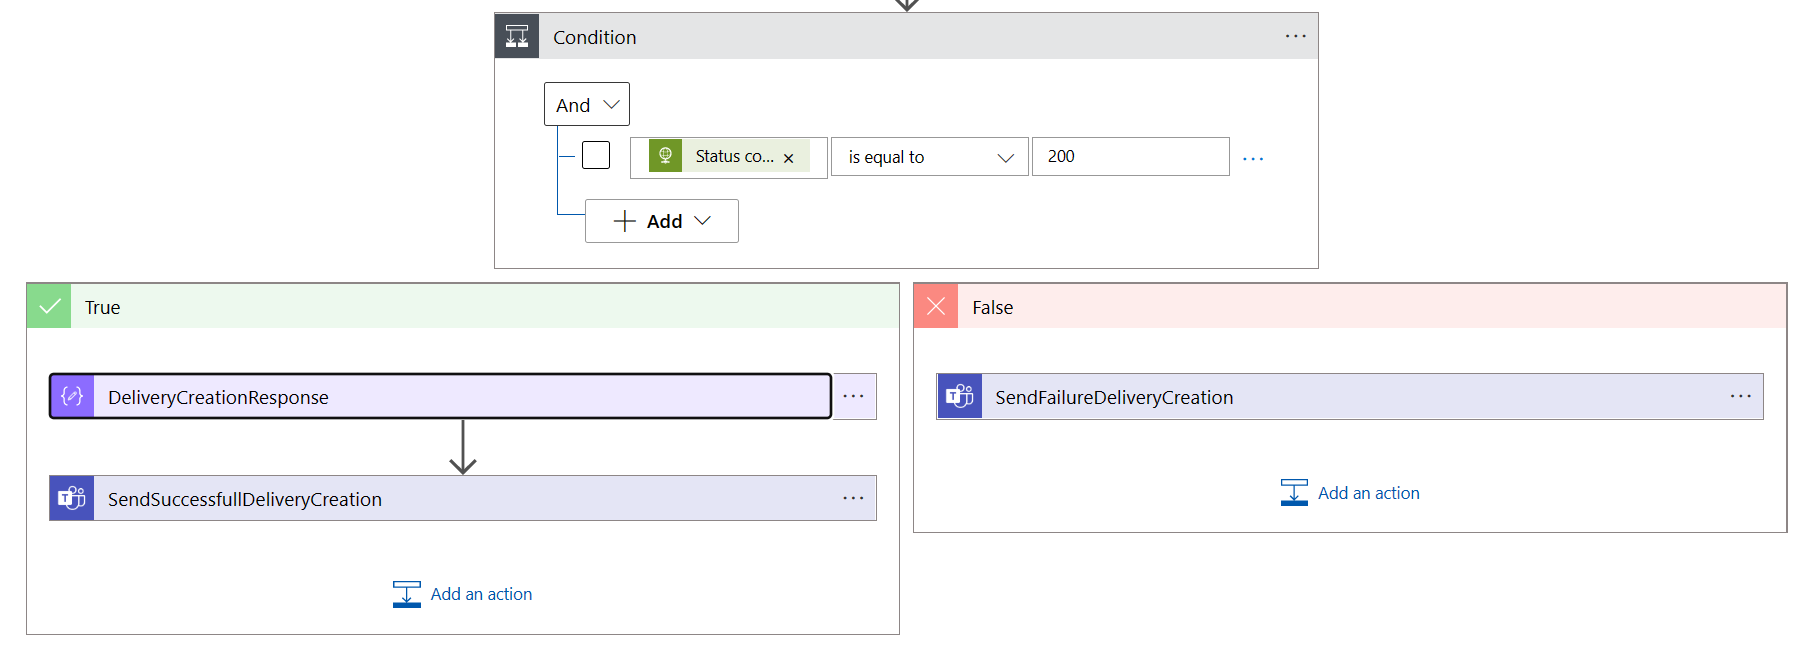 Condition
And
Status co...
is equal to
200
Add
True
False
DeliveryCreationResponse
SendFailureDeliveryCreation
SendSuccessfullDeliveryCreation
Add an action
Add an action